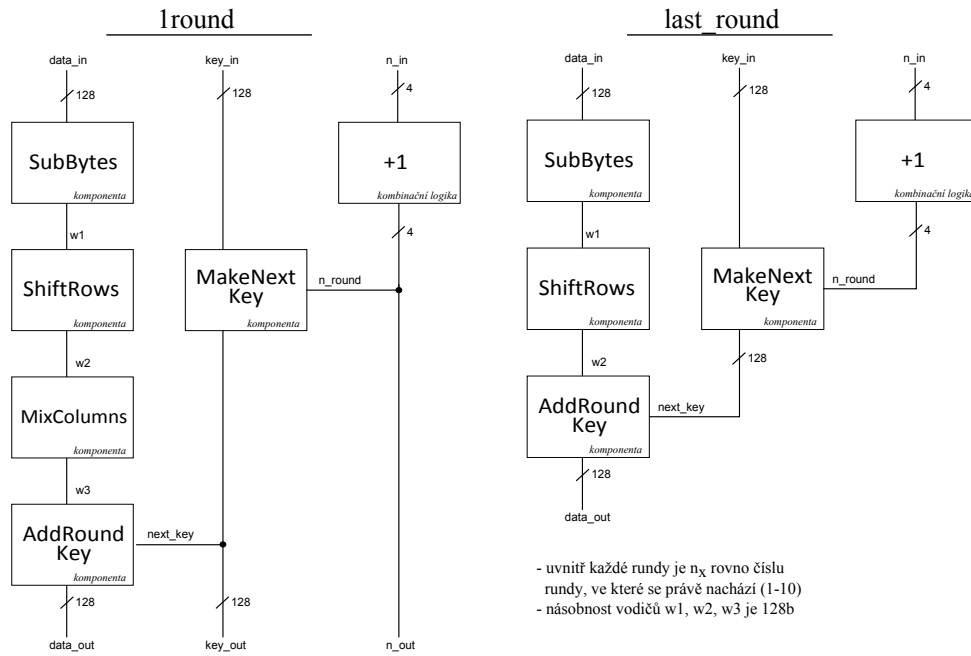 1round
data_in
key_in
n_in
128
128
4
SubBytes
komponenta
+1
kombinační logika
w1
4
ShiftRows
komponenta
MakeNext
Key
komponenta
n_round
w2
MixColumns
komponenta
w3
AddRound
Key
komponenta
next_key
128
128
data_out
key_out
n_out
last_round
data_in
key_in
n_in
128
128
4
SubBytes
komponenta
+1
kombinační logika
w1
4
ShiftRows
komponenta
MakeNext
Key
komponenta
n_round
w2
128
AddRound
Key
komponenta
next_key
128
data_out
- uvnitř každé rundy je nx rovno číslu
rundy, ve které se právě nachází (1-10)
- násobnost vodičů w1, w2, w3 je 128b